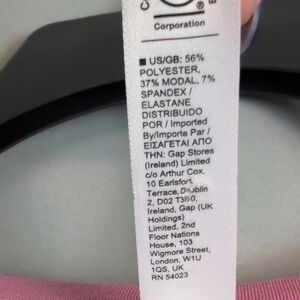 Corporation
■ US/GB: 56%
POLYESTER,
37% MODAL, 7%
SPANDEX /
ELASTANE
DISTRIBUIDO
POR / Imported
By/Importe Par /
ΕΙΣΑΓΕΤΑΙ ΑΠΟ
ΤΗΝ: Gap Stores
(Ireland) Limited
c/o Arthur Cox,
10 Earlsfort
Terrace, Dublin
2, D02 T380,
Ireland, Gap (UK
Holdings)
Limited, 2nd
Floor Nations
House, 103
Wigmore Street,
London, W1U
1QS, UK
RN 54023